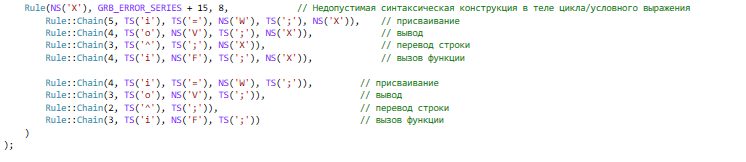 Rule(NS('X'), GRB_ERROR_SERIES + 15, 8, // Недопустимая синтаксическая конструкция в теле цикла/условного выражения
Rule::Chain(5, TS('i'), TS('='), NS('W'), TS(';'), NS('X')), // присваивание
Rule::Chain(4, TS('o'), NS('V'), TS(';'), NS('X')), // вывод
Rule::Chain(3, TS('^'), TS(';'), NS('X')), // перевод строки
Rule::Chain(4, TS('i'), NS('F'), TS(';'), NS('X')), // вызов функции
Rule::Chain(4, TS('i'), TS('='), NS('W'), TS(';')), // присваивание
Rule::Chain(3, TS('o'), NS('V'), TS(';')), // вывод
Rule::Chain(2, TS('^'), TS(';')), // перевод строки
Rule::Chain(3, TS('i'), NS('F'), TS(';')) // вызов функции
)
);